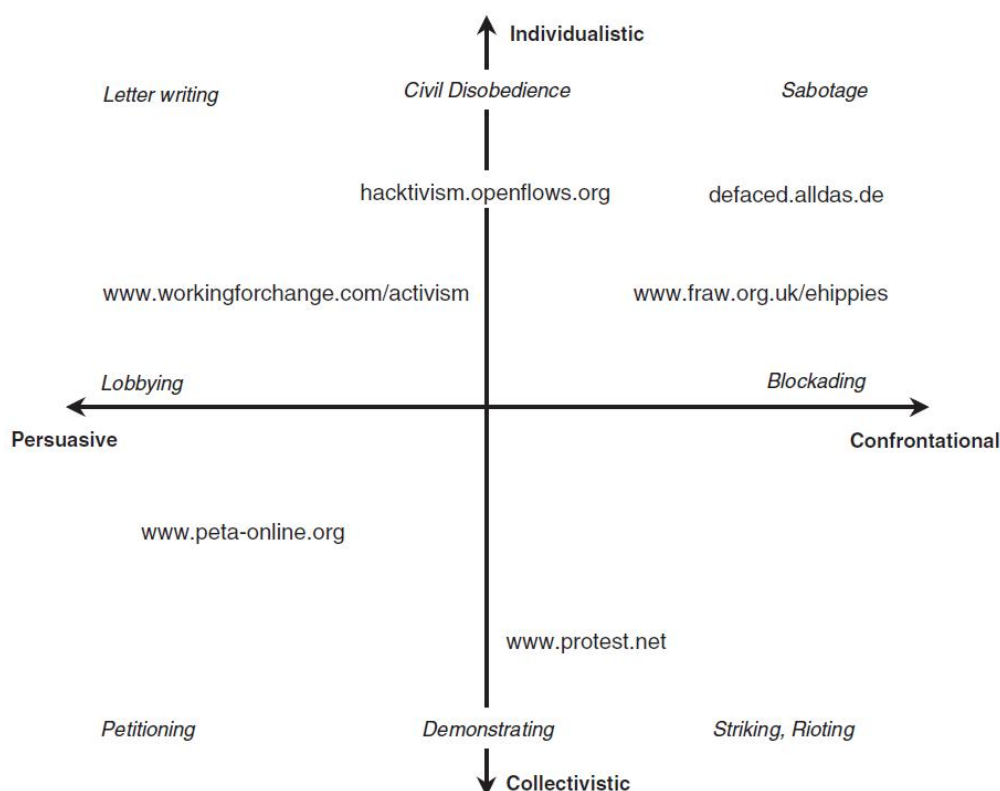 Individualistic
Letter writing
Civil Disobedience
Sabotage
hacktivism.openflows.org
defaced.alldas.de
www.workingforchange.com/activism
www.fraw.org.uk/ehippies
Lobbying
Blockading
Persuasive
Confrontational
www.peta-online.org
www.protest.net
Petitioning
Demonstrating
Striking, Rioting
Collectivistic